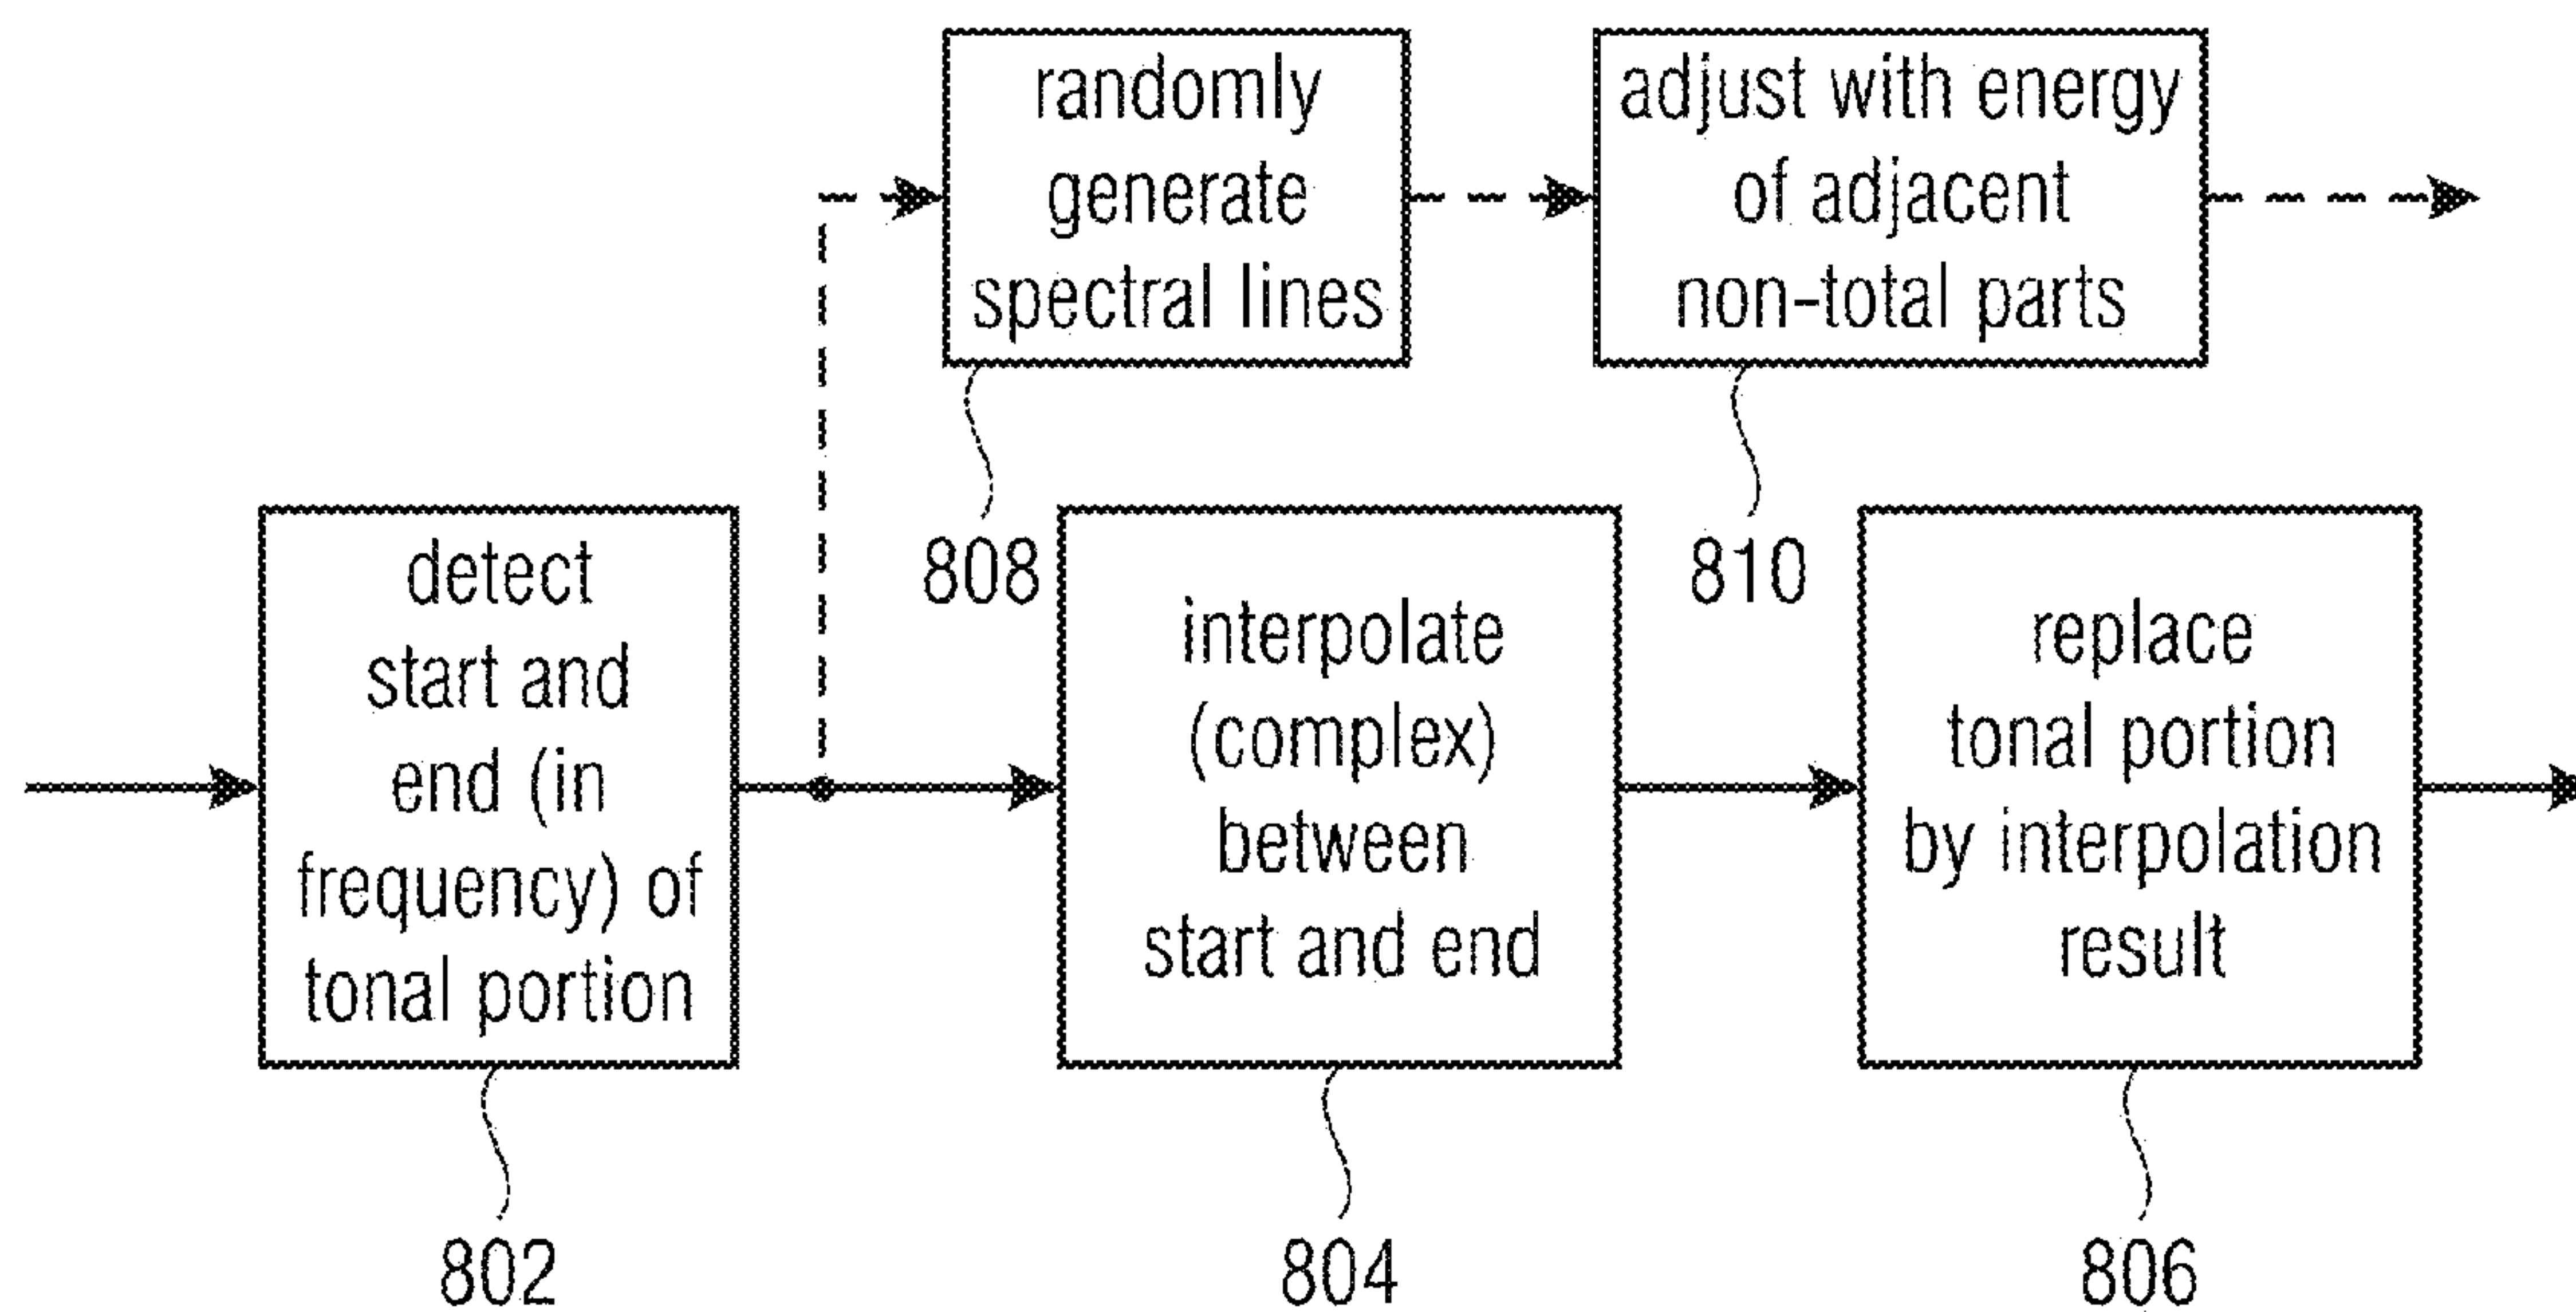 randomly
generate
spectral lines
adjust with energy
of adjacent
non-total parts
808
810
detect
start and
end (in
frequency) of
tonal portion
interpolate
(complex)
between
start and end
replace
tonal portion
by interpolation
result
802
804
806